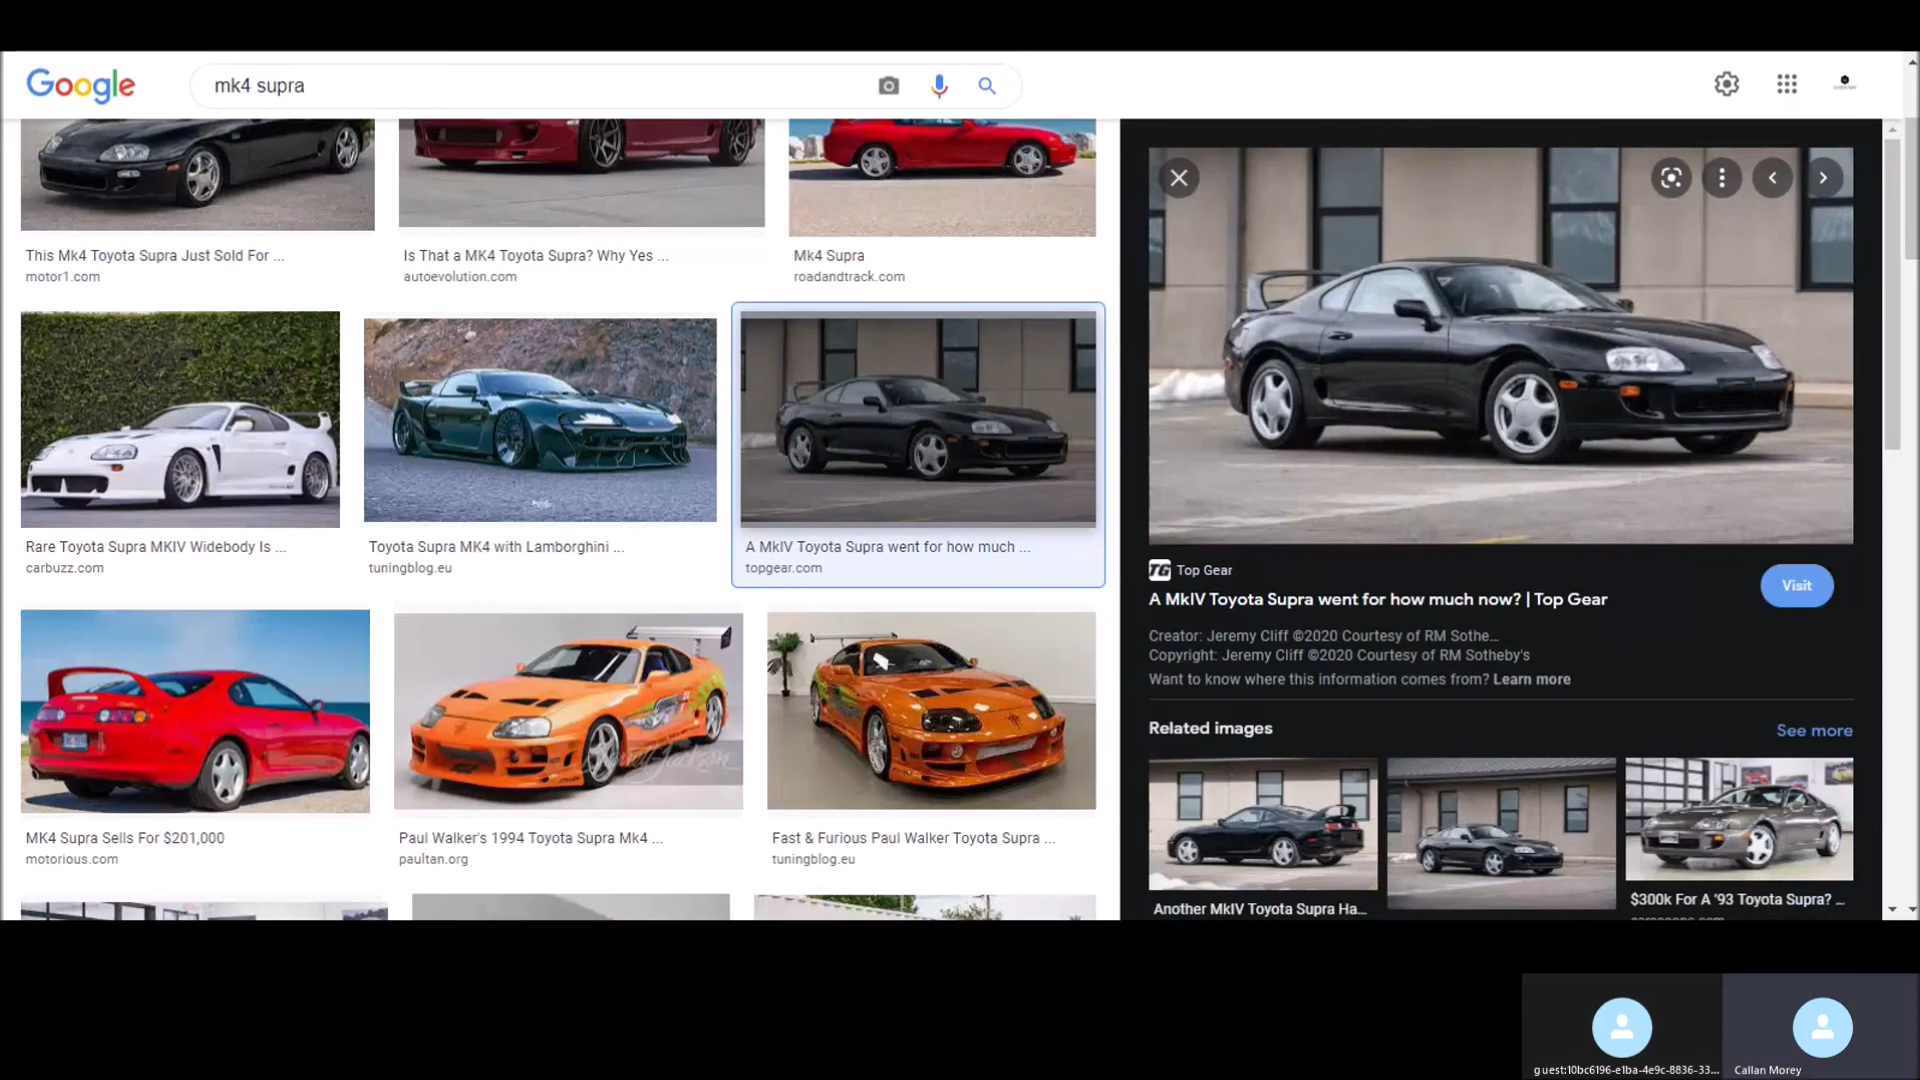 Google
mk4 supra
This Mk4 Toyota Supra Just Sold For ...
motor1.com
Is That a MK4 Toyota Supra? Why Yes ...
autoevolution.com
Mk4 Supra
roadandtrack.com
Rare Toyota Supra MKIV Widebody Is ...
carbuzz.com
Toyota Supra MK4 with Lamborghini ...
tuningblog.eu
A MkIV Toyota Supra went for how much ...
topgear.com
MK4 Supra Sells For $201,000
motorious.com
Paul Walker's 1994 Toyota Supra Mk4 ...
paultan.org
Fast & Furious Paul Walker Toyota Supra ...
tuningblog.eu
TG Top Gear
A MkIV Toyota Supra went for how much now? | Top Gear
Visit
Creator: Jeremy Cliff ©2020 Courtesy of RM Sothe...
Copyright: Jeremy Cliff ©2020 Courtesy of RM Sotheby's
Want to know where this information comes from? Learn more
Related images
See more
Another MkIV Toyota Supra Ha...
$300k For A '93 Toyota Supra? ...
guest:10bc6196-e1ba-4e9c-8836-33...
Callan Morey